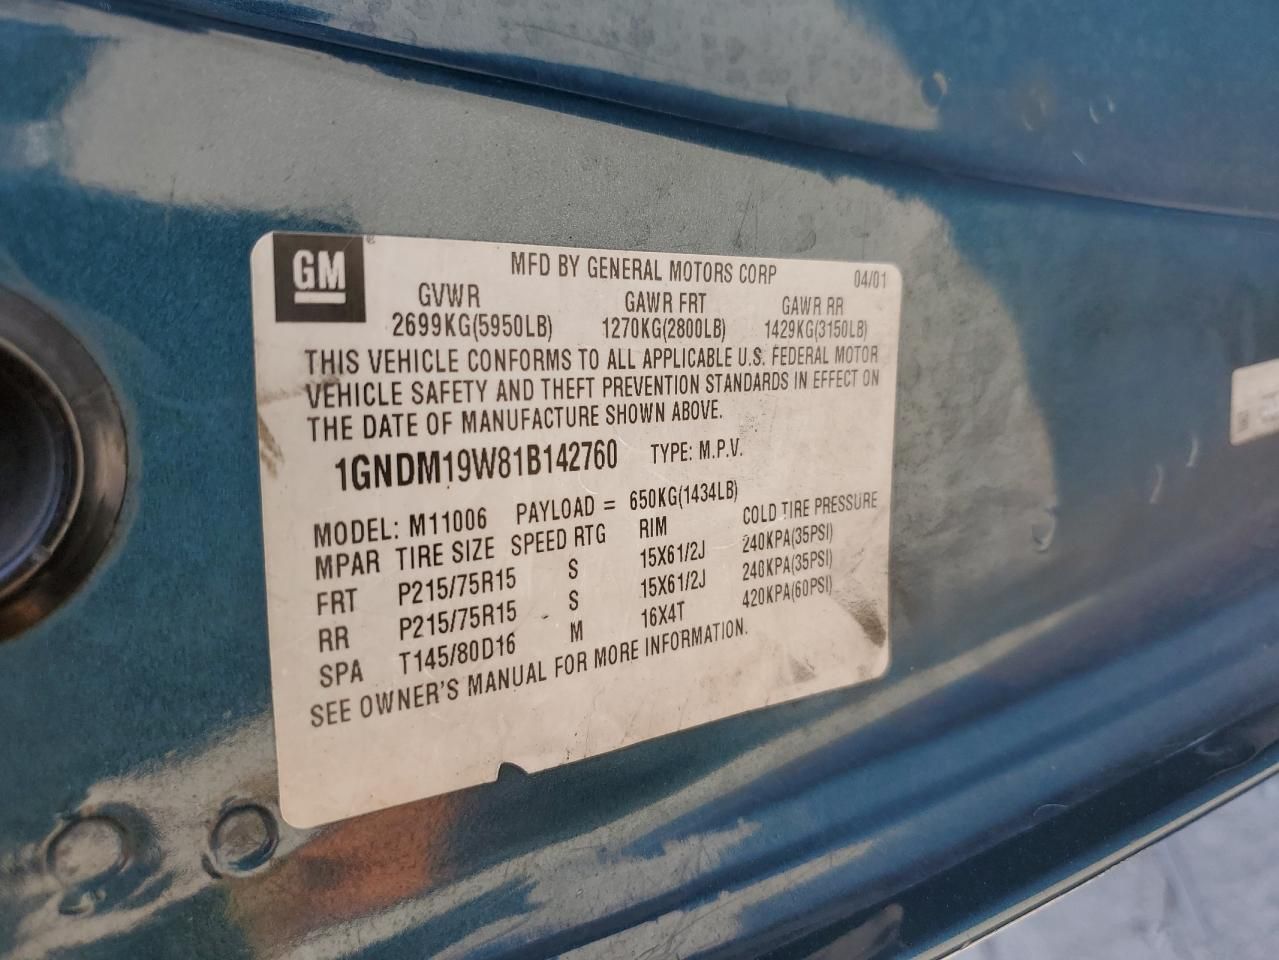 GM
MFD BY GENERAL MOTORS CORP 04/01
GVWR GAWR FRT GAWR RR
2699KG(5950LB) 1270KG(2800LB) 1429KG(3150LB)
THIS VEHICLE CONFORMS TO ALL APPLICABLE U.S. FEDERAL MOTOR
VEHICLE SAFETY AND THEFT PREVENTION STANDARDS IN EFFECT ON
THE DATE OF MANUFACTURE SHOWN ABOVE.
1GNDM19W81B142760 TYPE: M.P.V.
MODEL: M11006 PAYLOAD = 650KG(1434LB)
MPAR TIRE SIZE SPEED RTG RIM COLD TIRE PRESSURE
FRT P215/75R15 S 15X61/2J 240KPA(35PSI)
RR P215/75R15 S 15X61/2J 240KPA(35PSI)
SPA T145/80D16 M 16X4T 420KPA(60PSI)
SEE OWNER'S MANUAL FOR MORE INFORMATION.